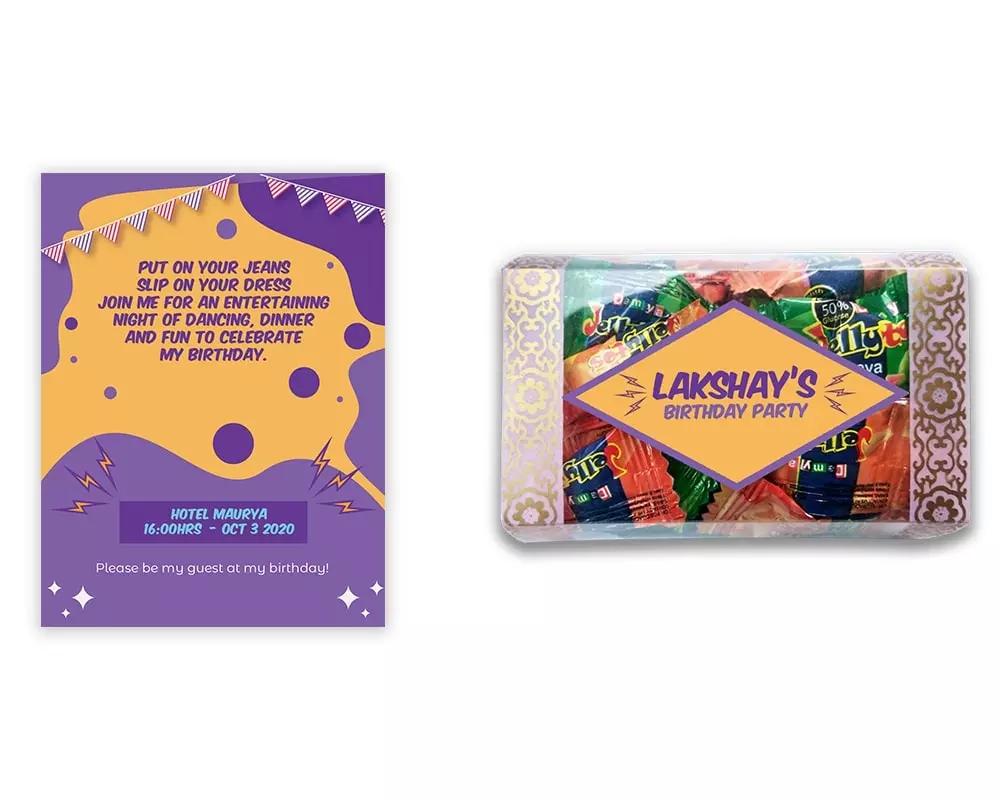 PUT ON YOUR JEANS
SLIP ON YOUR DRESS
JOIN ME FOR AN ENTERTAINING
NIGHT OF DANCING, DINNER
AND FUN TO CELEBRATE
MY BIRTHDAY.
HOTEL MAURYA
16:00HRS - OCT 3 2020
Please be my guest at my birthday!
50%
LAKSHAY'S
BIRTHDAY PARTY